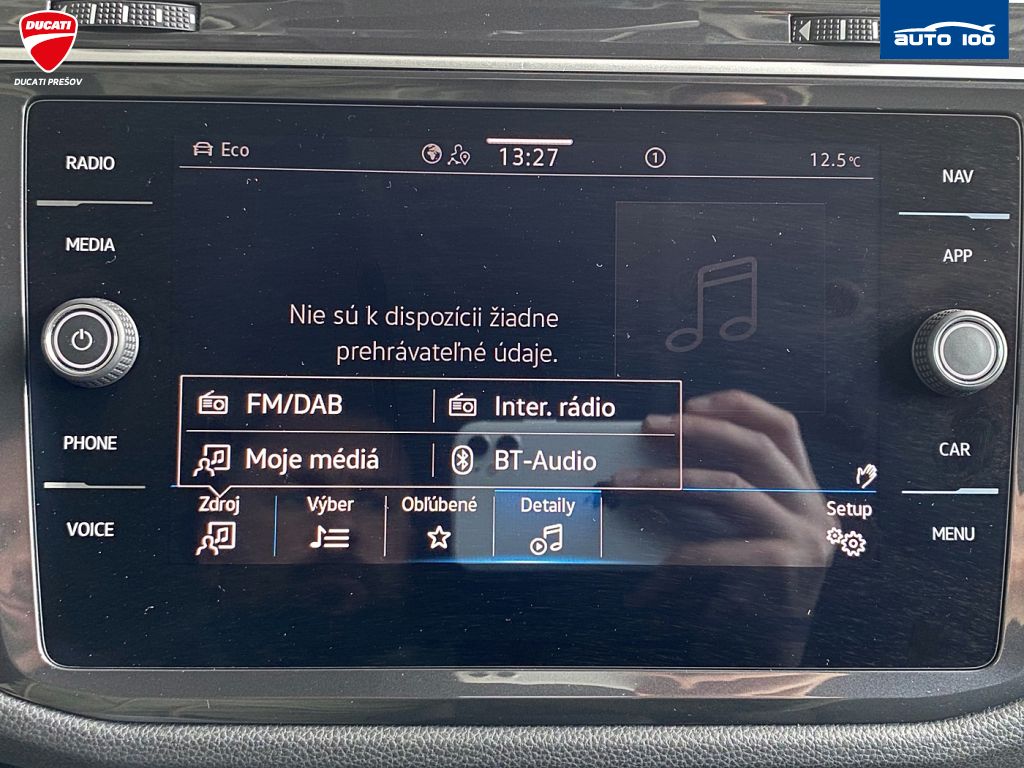 DUCATI
DUCATI PREŠOV
AUTO 100
RADIO
MEDIA
PHONE
VOICE
Eco
13:27
1
12.5°C
Nie sú k dispozícii žiadne
prehrávateľné údaje.
FM/DAB
Inter. rádio
Moje médiá
BT-Audio
Zdroj
Výber
Obľúbené
Detaily
Setup
NAV
APP
CAR
MENU